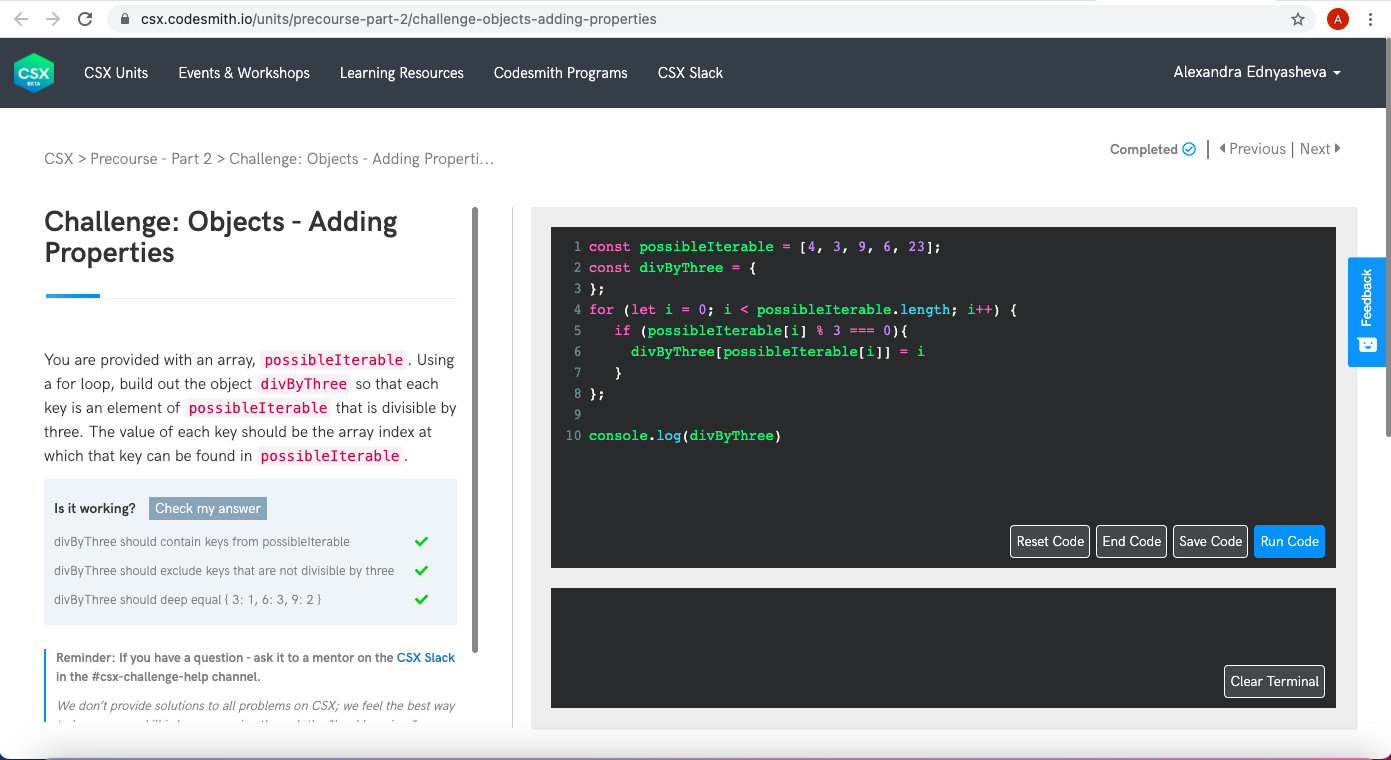 csx.codesmith.io/units/precourse-part-2/challenge-objects-adding-properties
A
CSX
BETA
CSX Units
Events & Workshops
Learning Resources
Codesmith Programs
CSX Slack
Alexandra Ednyasheva
CSX > Precourse - Part 2 > Challenge: Objects - Adding Properti...
Completed
Previous | Next
Challenge: Objects - Adding
Properties
You are provided with an array, possibleIterable. Using
a for loop, build out the object divByThree so that each
key is an element of possibleIterable that is divisible by
three. The value of each key should be the array index at
which that key can be found in possibleIterable.
Is it working? Check my answer
divByThree should contain keys from possibleIterable
divByThree should exclude keys that are not divisible by three
divByThree should deep equal { 3: 1, 6: 3, 9: 2 }
Reminder: If you have a question - ask it to a mentor on the CSX Slack
in the #csx-challenge-help channel.
We don't provide solutions to all problems on CSX; we feel the best way
1 const possibleIterable = [4, 3, 9, 6, 23];
2 const divByThree = {
3 };
4 for (let i = 0; i < possibleIterable.length; i++) {
5 if (possibleIterable[i] % 3 === 0){
6 divByThree[possibleIterable[i]] = i
7 }
8 };
9
10 console.log(divByThree)
Reset Code
End Code
Save Code
Run Code
Clear Terminal
Feedback